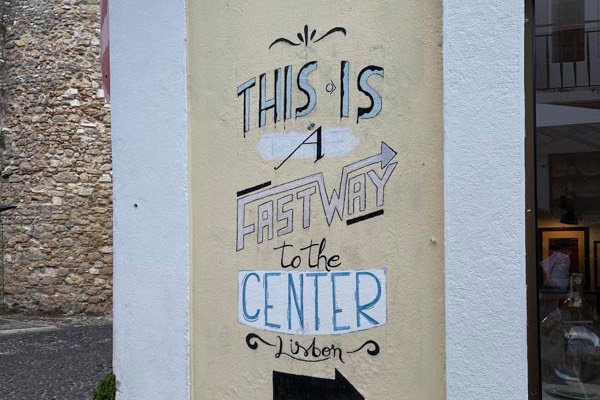 THIS IS
A
FASTWAY
to the
CENTER
Lisbon